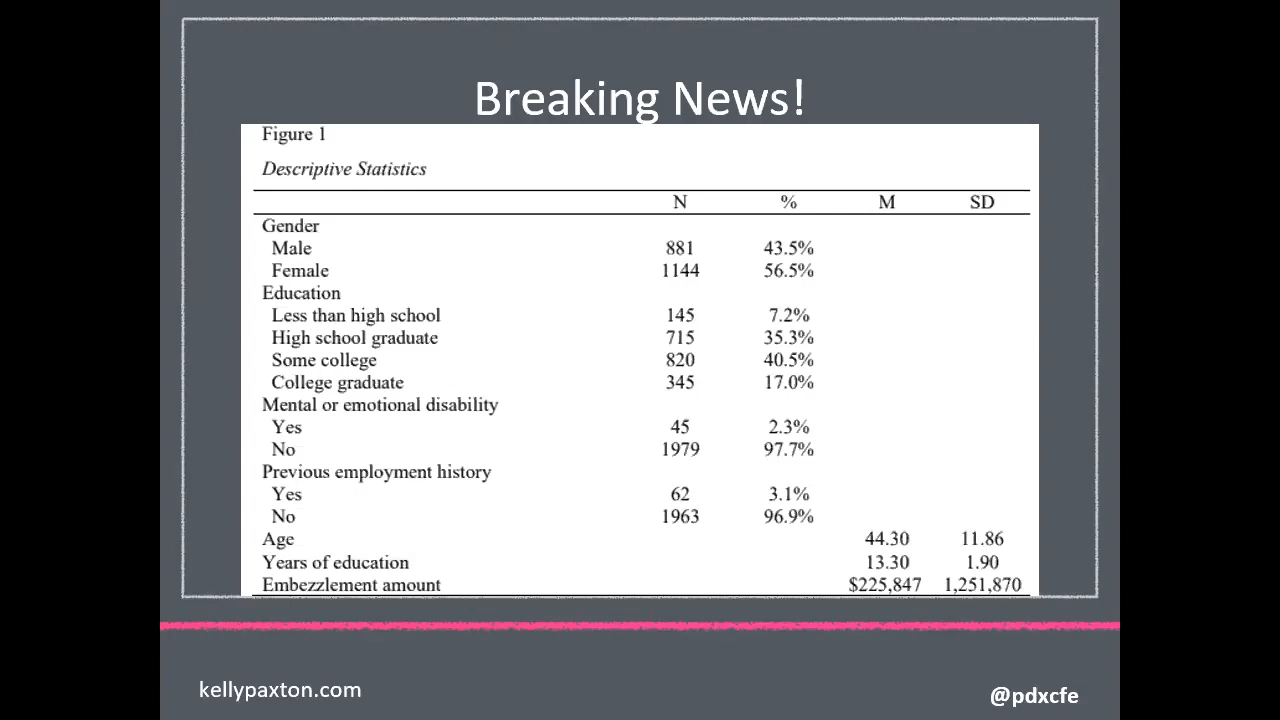 Breaking News!
Figure 1
Descriptive Statistics
N % M SD
Gender
Male 881 43.5%
Female 1144 56.5%
Education
Less than high school 145 7.2%
High school graduate 715 35.3%
Some college 820 40.5%
College graduate 345 17.0%
Mental or emotional disability
Yes 45 2.3%
No 1979 97.7%
Previous employment history
Yes 62 3.1%
No 1963 96.9%
Age 44.30 11.86
Years of education 13.30 1.90
Embezzlement amount $225,847 1,251,870
kellypaxton.com @pdxcfe